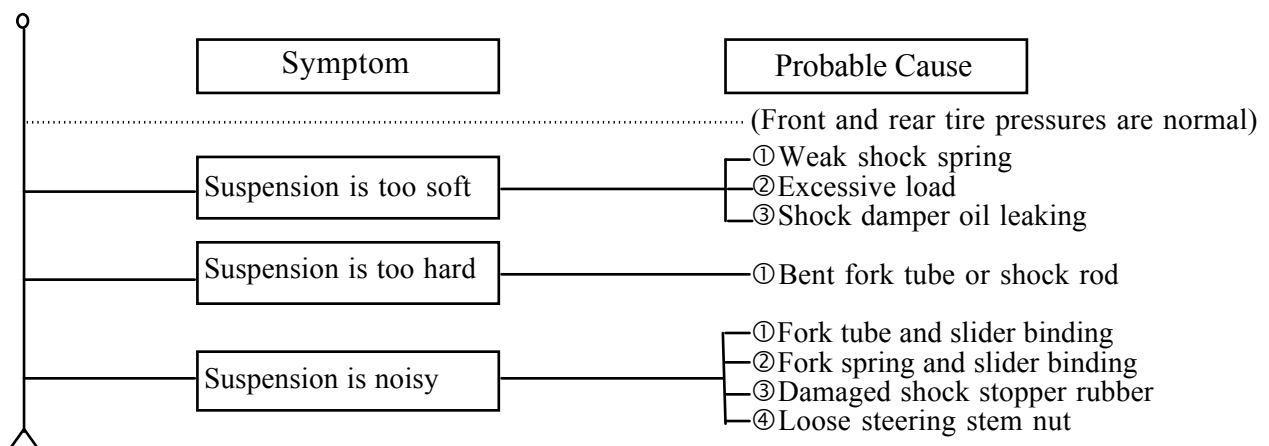 Symptom
Probable Cause
(Front and rear tire pressures are normal)
Suspension is too soft
①Weak shock spring
②Excessive load
③Shock damper oil leaking
Suspension is too hard
①Bent fork tube or shock rod
Suspension is noisy
①Fork tube and slider binding
②Fork spring and slider binding
③Damaged shock stopper rubber
④Loose steering stem nut